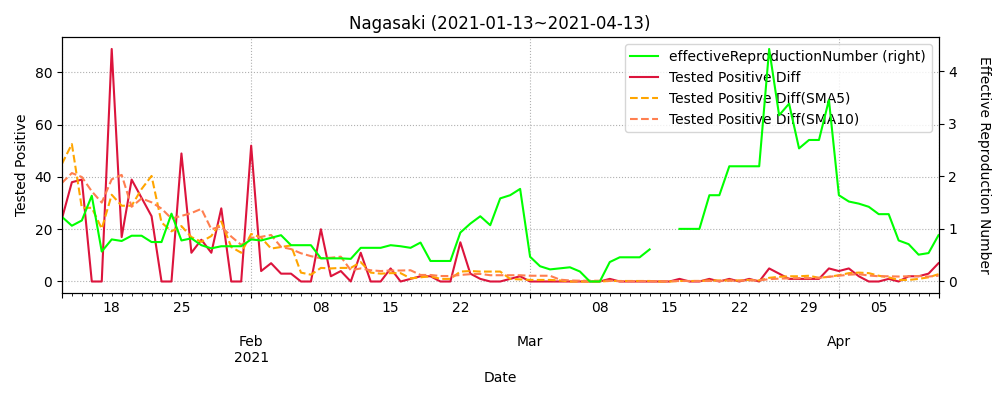 Nagasaki (2021-01-13~2021-04-13)
effectiveReproductionNumber (right)
Tested Positive Diff
Tested Positive Diff(SMA5)
Tested Positive Diff(SMA10)
Tested Positive
80
60
40
20
0
4
3
2
1
0
Effective Reproduction Number
18
25
08
15
22
08
15
22
29
05
Feb
2021
Mar
Apr
Date